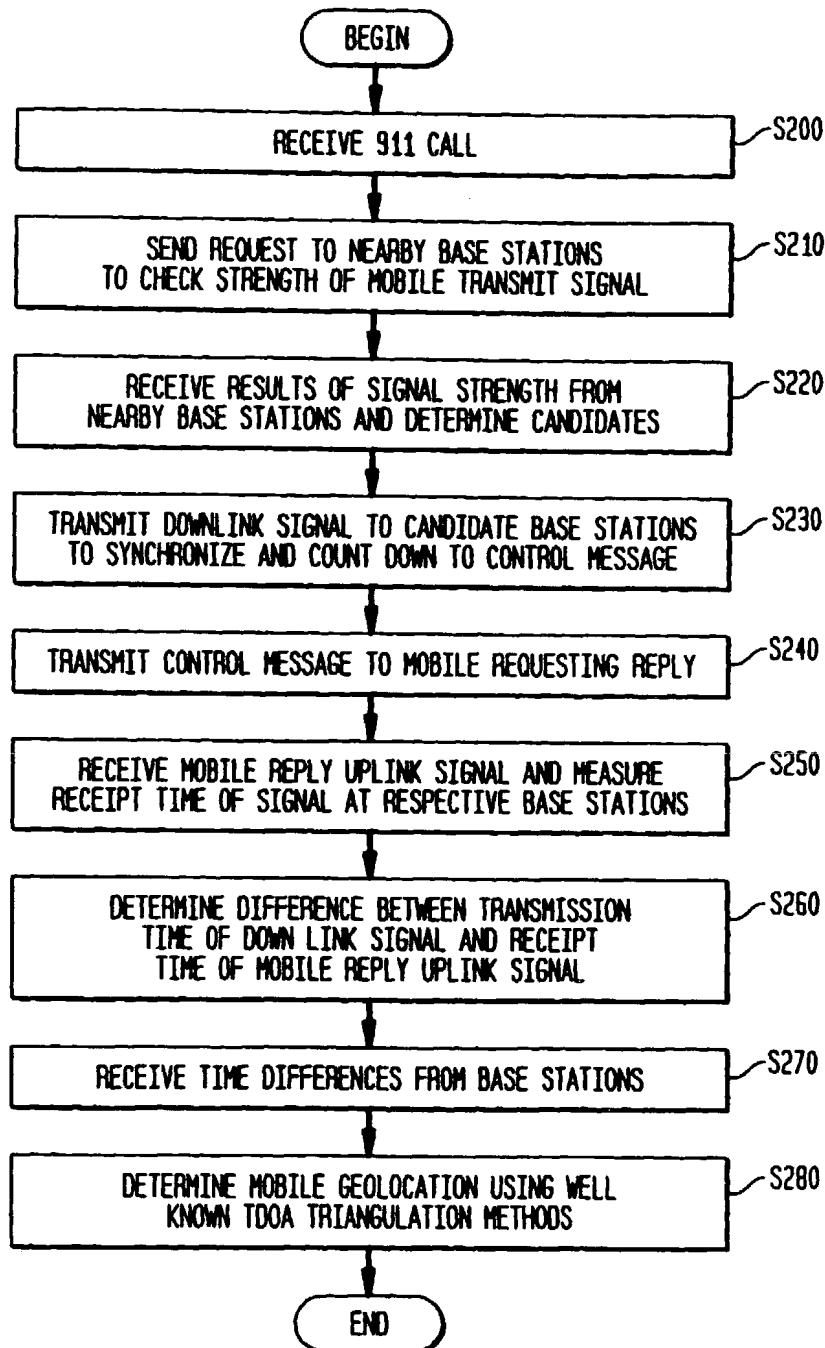 BEGIN
RECEIVE 911 CALL
S200
SEND REQUEST TO NEARBY BASE STATIONS
TO CHECK STRENGTH OF MOBILE TRANSMIT SIGNAL
S210
RECEIVE RESULTS OF SIGNAL STRENGTH FROM
NEARBY BASE STATIONS AND DETERMINE CANDIDATES
S220
TRANSMIT DOWNLINK SIGNAL TO CANDIDATE BASE STATIONS
TO SYNCHRONIZE AND COUNT DOWN TO CONTROL MESSAGE
S230
TRANSMIT CONTROL MESSAGE TO MOBILE REQUESTING REPLY
S240
RECEIVE MOBILE REPLY UPLINK SIGNAL AND MEASURE
RECEIPT TIME OF SIGNAL AT RESPECTIVE BASE STATIONS
S250
DETERMINE DIFFERENCE BETWEEN TRANSMISSION
TIME OF DOWN LINK SIGNAL AND RECEIPT
TIME OF MOBILE REPLY UPLINK SIGNAL
S260
RECEIVE TIME DIFFERENCES FROM BASE STATIONS
S270
DETERMINE MOBILE GEOLOCATION USING WELL
KNOWN TDOA TRIANGULATION METHODS
S280
END